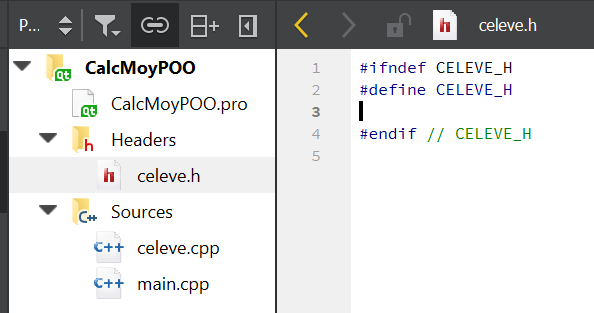 P...
celeve.h
CalcMoyPOO
CalcMoyPOO.pro
Headers
celeve.h
Sources
celeve.cpp
main.cpp
1 #ifndef CELEVE_H
2 #define CELEVE_H
3
4 #endif // CELEVE_H
5